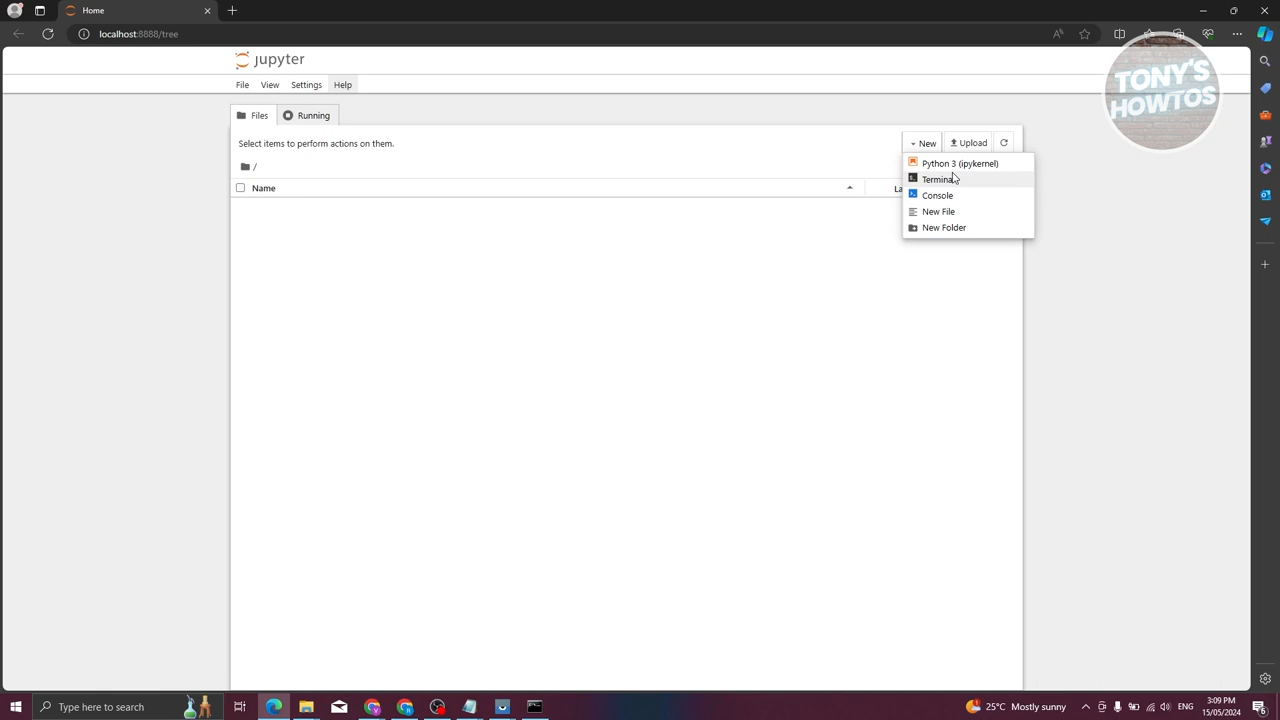 Home
localhost:8888/tree
jupyter
TONY'S
HOWTOS
File View Settings Help
Files Running
Select items to perform actions on them.
New Upload
/
Name
Python 3 (ipykernel)
Terminal
Console
New File
New Folder
Type here to search
25°C Mostly sunny
3:09 PM
15/05/2024
6